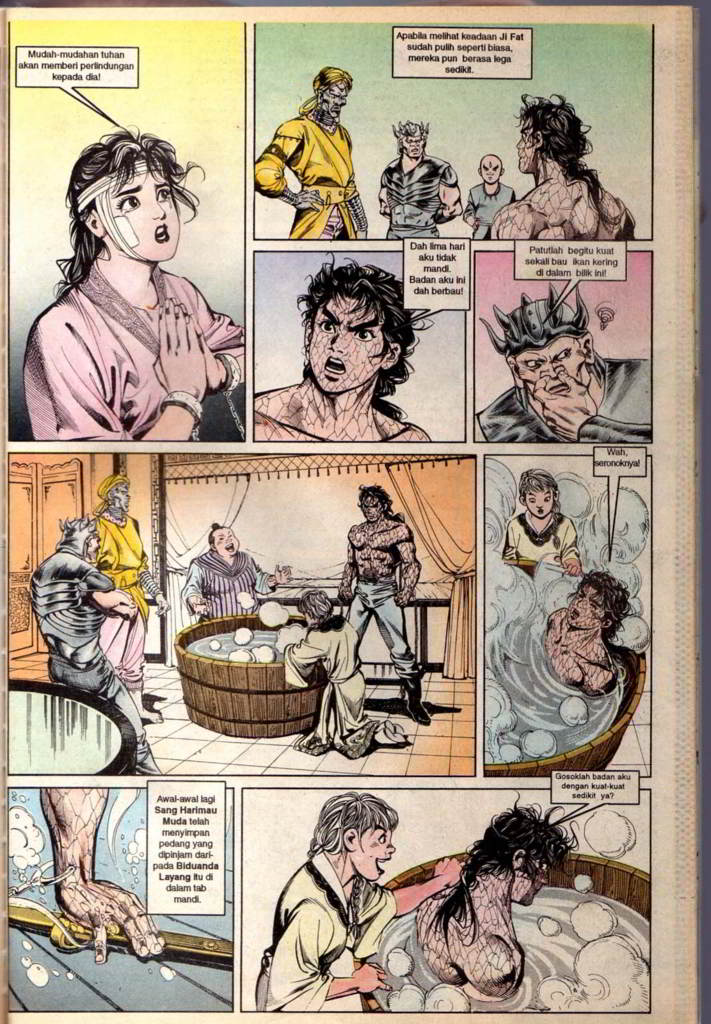 Mudah-mudahan tuhan
akan memberi perlindungan
kepada dia!
Apabila melihat keadaan Ji Fat
sudah pulih seperti biasa,
mereka pun berasa lega
sedikit.
Dah lima hari
aku tidak
mandi.
Badan aku ini
dah berbau!
Patutlah begitu kuat
sekali bau ikan kering
di dalam bilik ini!
Wah,
seronoknya!
Awal-awal lagi
Sang Harimau
Muda telah
menyimpan
pedang yang
dipinjam dari-
pada Biduanda
Layang itu di
dalam tab
mandi.
Gosoklah badan aku
dengan kuat-kuat
sedikit ya?